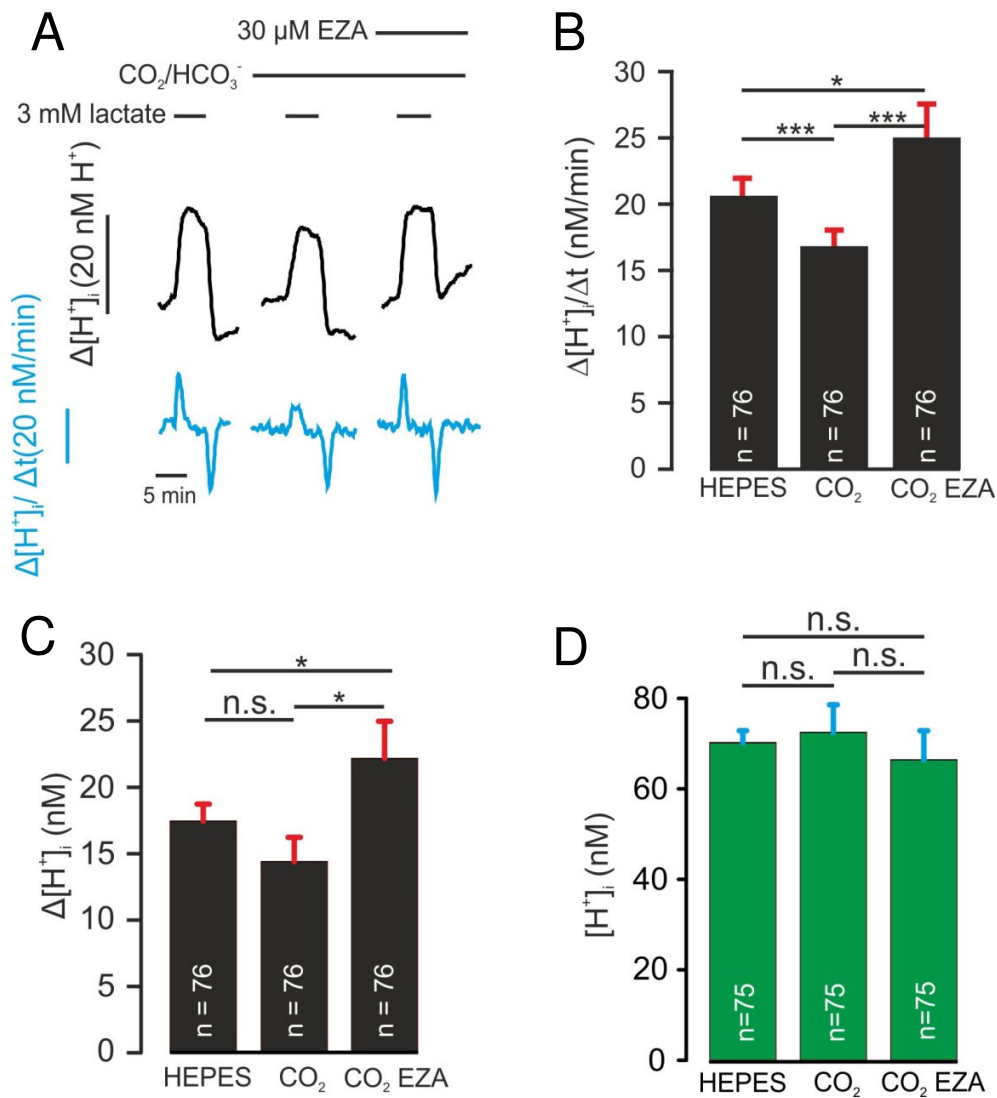 A
30 µM EZA
CO₂/HCO₃⁻
3 mM lactate
Δ[H⁺]ᵢ (20 nM H⁺)
Δ[H⁺]ᵢ/ Δt(20 nM/min)
5 min
B
Δ[H⁺]ᵢ/Δt (nM/min)
30
25
20
15
10
5
0
*
***
***
n = 76
n = 76
n = 76
HEPES
CO₂
CO₂ EZA
C
Δ[H⁺]ᵢ (nM)
30
25
20
15
10
5
0
*
n.s.
*
n = 76
n = 76
n = 76
HEPES
CO₂
CO₂ EZA
D
[H⁺]ᵢ (nM)
80
60
40
20
0
n.s.
n.s.
n.s.
n=75
n=75
n=75
HEPES
CO₂
CO₂ EZA